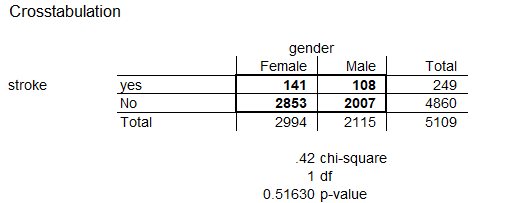 Crosstabulation
gender
Female Male Total
stroke yes 141 108 249
No 2853 2007 4860
Total 2994 2115 5109
.42 chi-square
1 df
0.51630 p-value